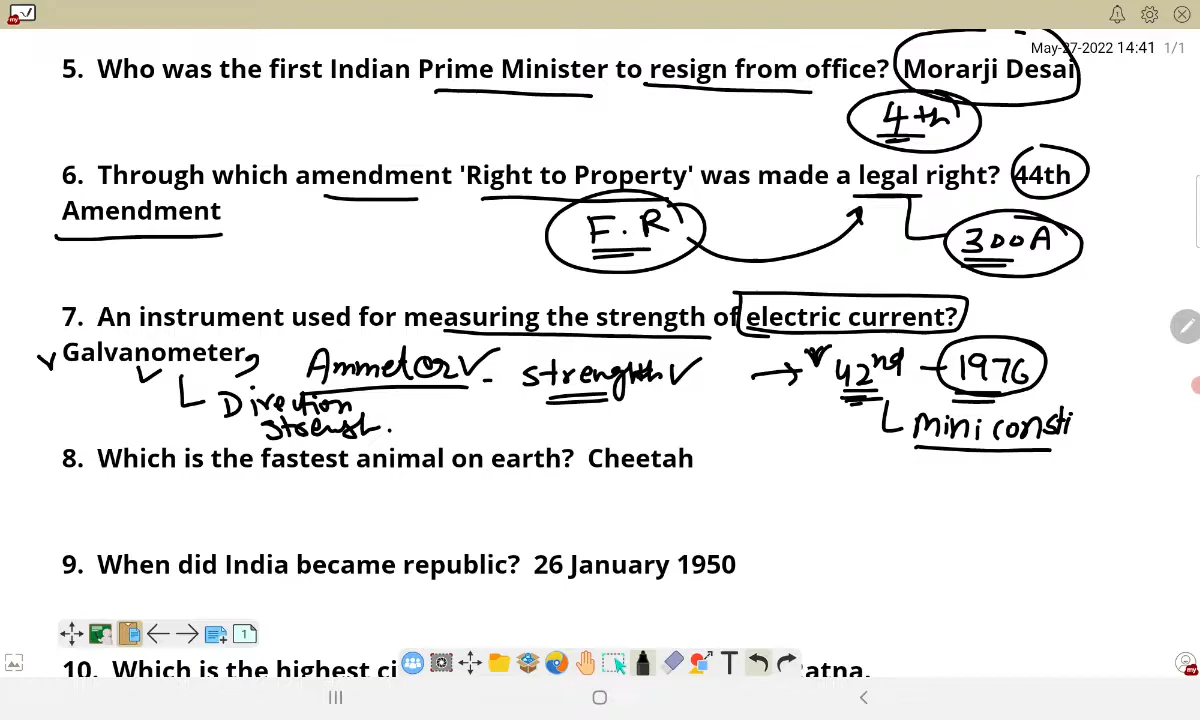 May-27-2022 14:41 1/1
5. Who was the first Indian Prime Minister to resign from office? Morarji Desai
4th
6. Through which amendment 'Right to Property' was made a legal right? 44th
Amendment
F.R
300A
7. An instrument used for measuring the strength of electric current?
Galvanometer,
Ammetor - strength → 42nd - 1976
Direction
strength.
mini consti
8. Which is the fastest animal on earth? Cheetah
9. When did India became republic? 26 January 1950
1
10. Which is the highest ci atna.